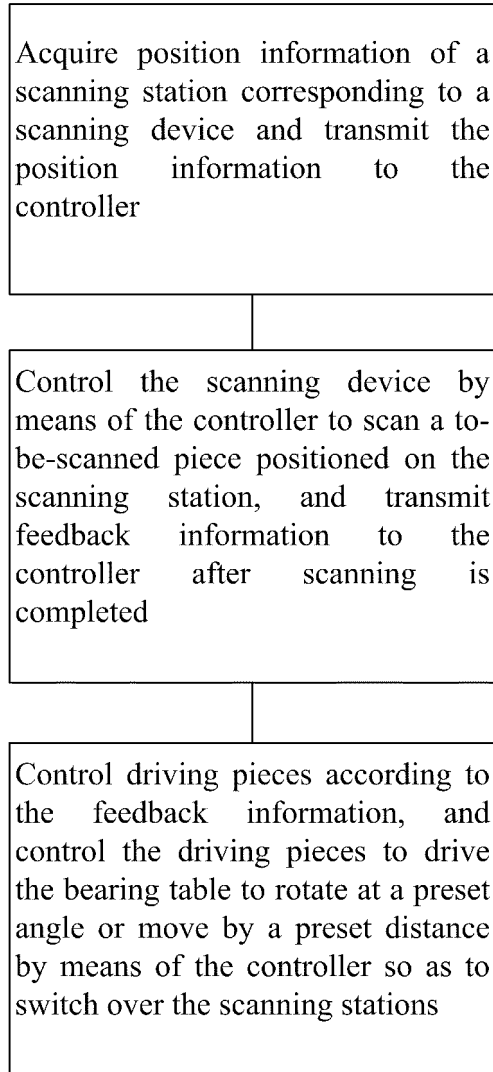 Acquire position information of a
scanning station corresponding to a
scanning device and transmit the
position information to the
controller
Control the scanning device by
means of the controller to scan a to-
be-scanned piece positioned on the
scanning station, and transmit
feedback information to the
controller after scanning is
completed
Control driving pieces according to
the feedback information, and
control the driving pieces to drive
the bearing table to rotate at a preset
angle or move by a preset distance
by means of the controller so as to
switch over the scanning stations